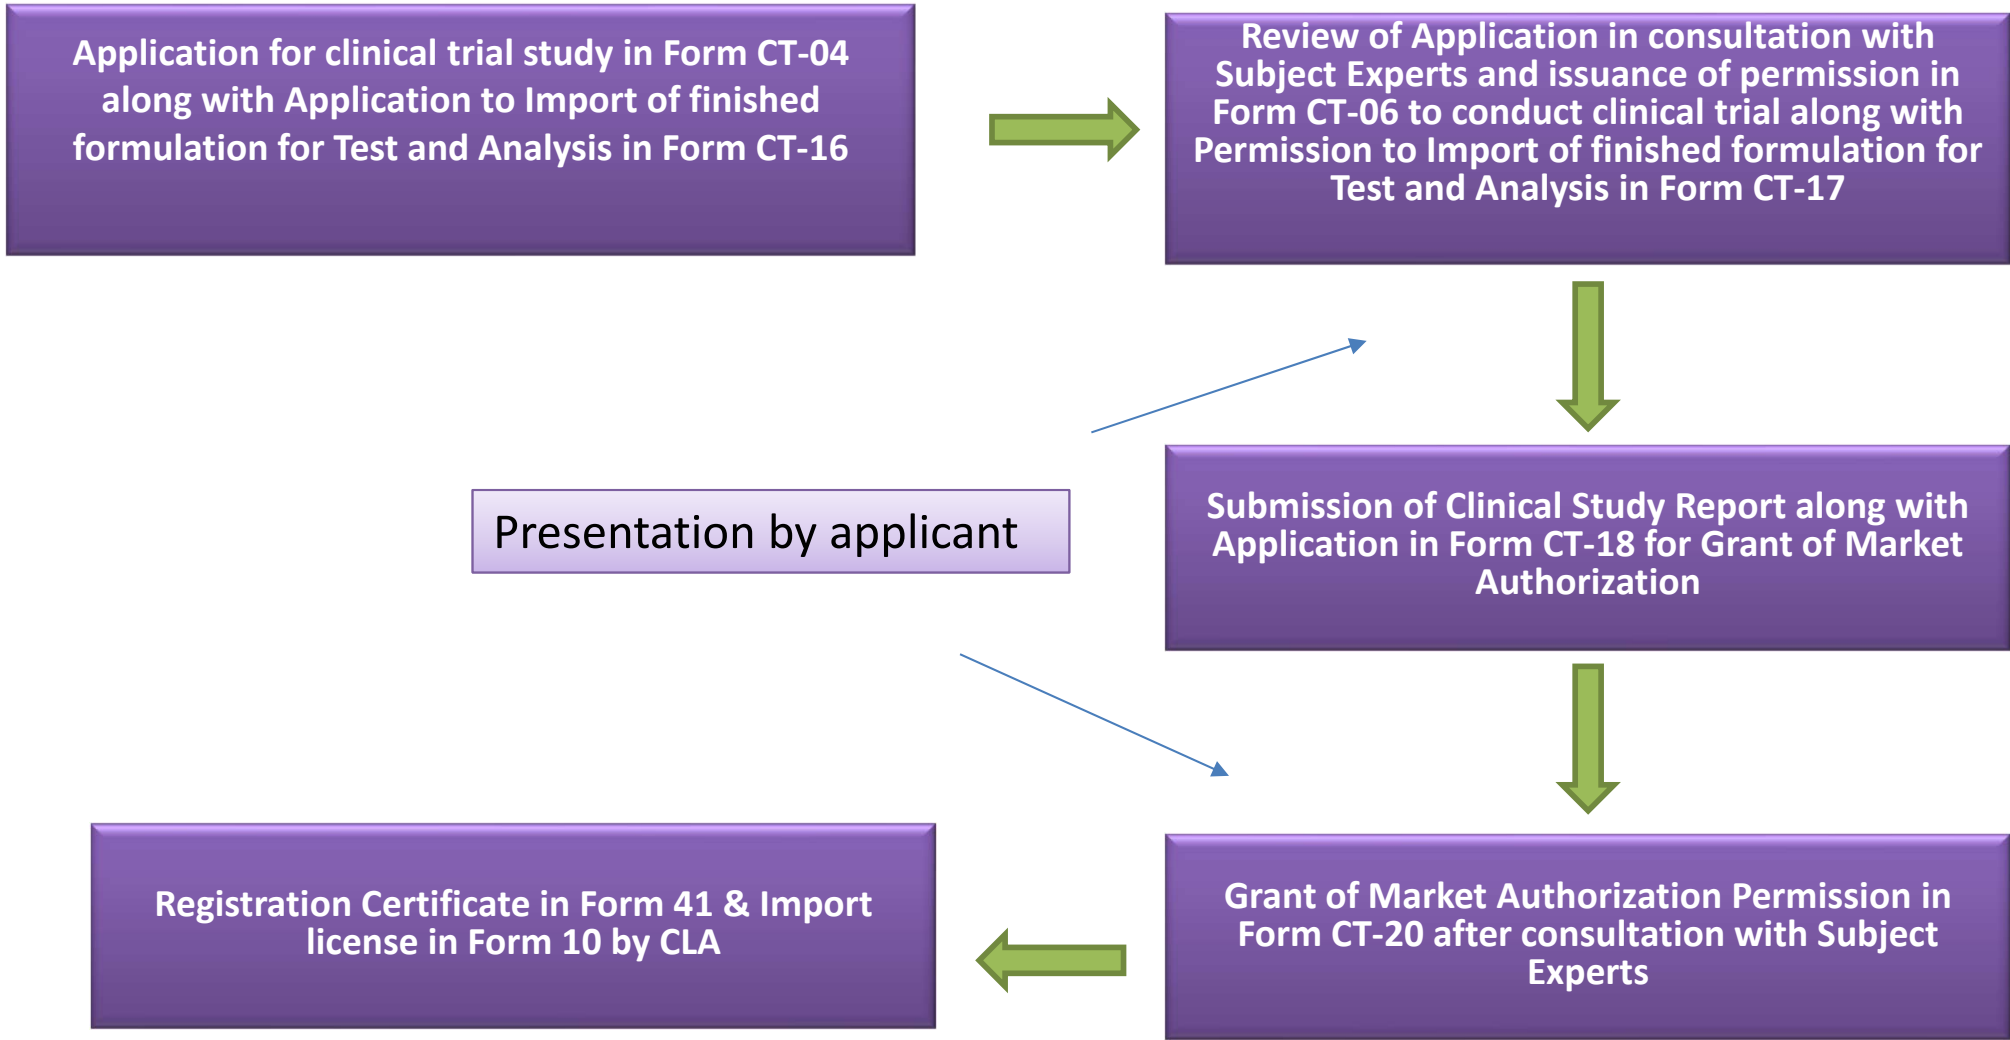 Application for clinical trial study in Form CT-04
along with Application to Import of finished
formulation for Test and Analysis in Form CT-16
Review of Application in consultation with
Subject Experts and issuance of permission in
Form CT-06 to conduct clinical trial along with
Permission to Import of finished formulation for
Test and Analysis in Form CT-17
Presentation by applicant
Submission of Clinical Study Report along with
Application in Form CT-18 for Grant of Market
Authorization
Grant of Market Authorization Permission in
Form CT-20 after consultation with Subject
Experts
Registration Certificate in Form 41 & Import
license in Form 10 by CLA